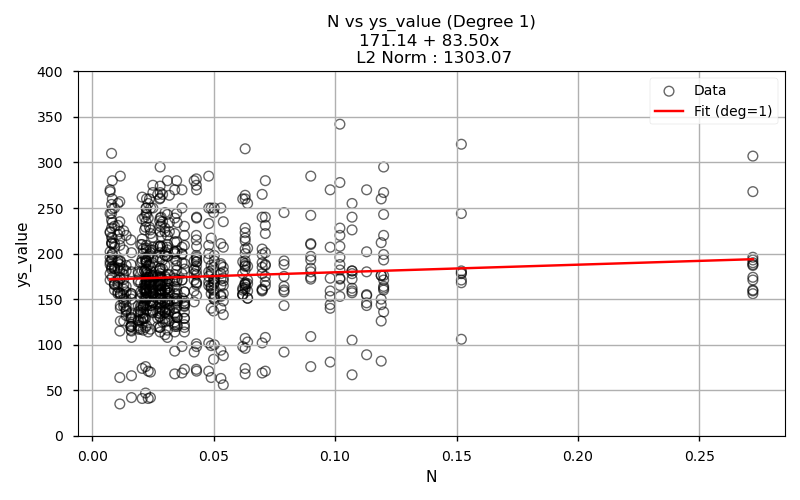 N vs ys_value (Degree 1)
171.14 + 83.50x
L2 Norm : 1303.07
400
350
300
250
200
150
100
50
0
ys_value
Data
Fit (deg=1)
0.00
0.05
0.10
0.15
0.20
0.25
N